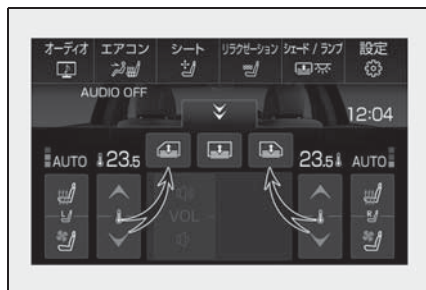 オーディオ エアコン シート リラクゼーション シェード / ランプ 設定
AUDIO OFF
12:04
AUTO 23.5 23.5 AUTO
L R
VOL